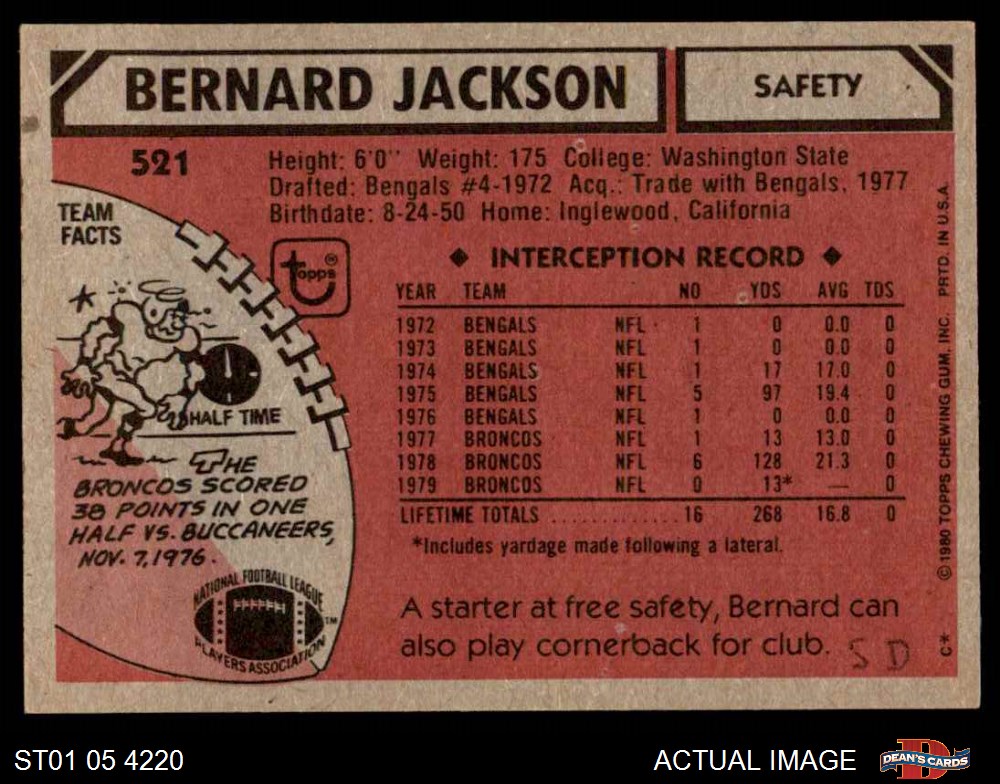 BERNARD JACKSON
SAFETY
521
Height: 6'0" Weight: 175 College: Washington State
Drafted: Bengals #4-1972 Acq.: Trade with Bengals, 1977
Birthdate: 8-24-50 Home: Inglewood, California
TEAM
FACTS
topps
HALF TIME
THE
BRONCOS SCORED
38 POINTS IN ONE
HALF VS. BUCCANEERS,
NOV. 7, 1976.
NATIONAL FOOTBALL LEAGUE
TM
PLAYERS ASSOCIATION
◆ INTERCEPTION RECORD ◆
YEAR TEAM NO YDS AVG TDS
1972 BENGALS NFL 1 0 0.0 0
1973 BENGALS NFL 1 0 0.0 0
1974 BENGALS NFL 1 17 17.0 0
1975 BENGALS NFL 5 97 19.4 0
1976 BENGALS NFL 1 0 0.0 0
1977 BRONCOS NFL 1 13 13.0 0
1978 BRONCOS NFL 6 128 21.3 0
1979 BRONCOS NFL 0 13* — 0
LIFETIME TOTALS .............16 268 16.8 0
*Includes yardage made following a lateral.
A starter at free safety, Bernard can
also play cornerback for club.
S D
© 1980 TOPPS CHEWING GUM, INC. PRTD. IN U.S.A.
C*
ST01 05 4220
ACTUAL IMAGE
DEAN'S CARDS